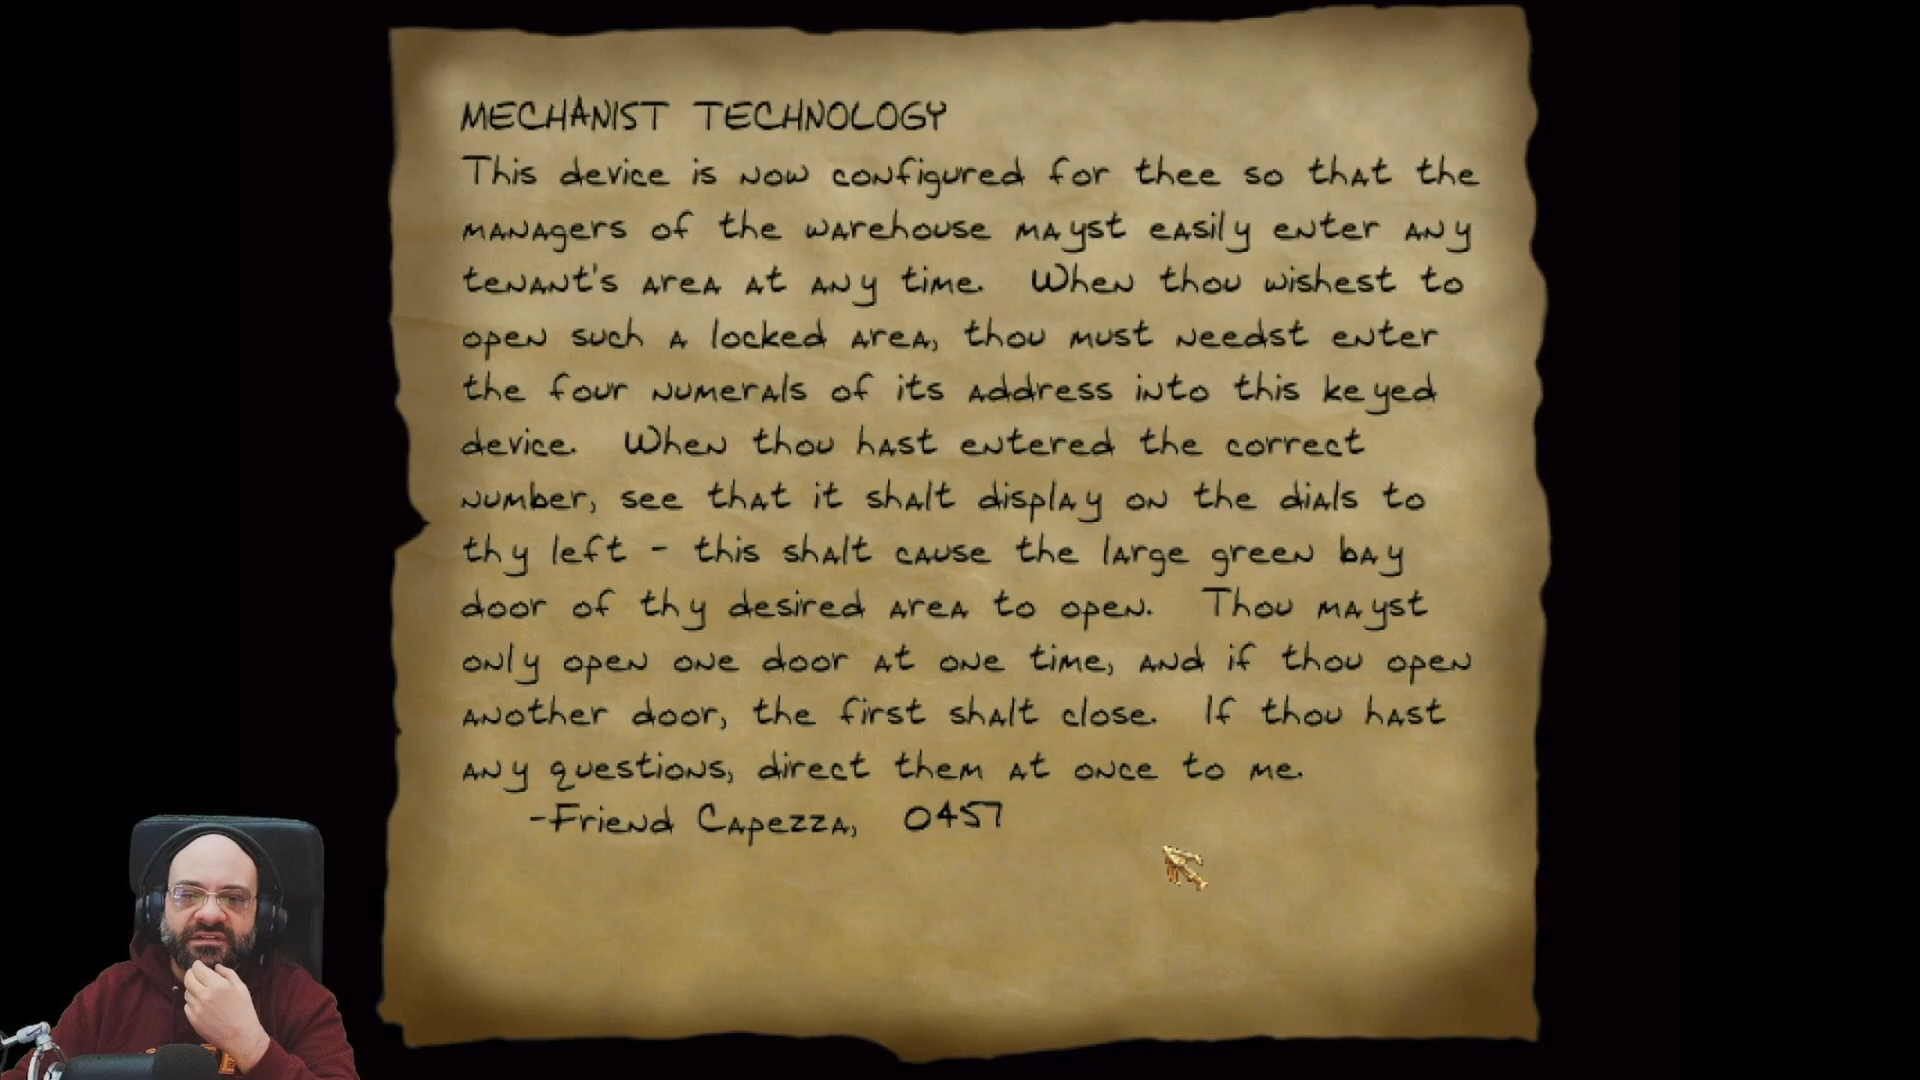 MECHANIST TECHNOLOGY
This device is now configured for thee so that the
managers of the warehouse mayst easily enter any
tenant's area at any time. When thou wishest to
open such a locked area, thou must needst enter
the four numerals of its address into this keyed
device. When thou hast entered the correct
number, see that it shalt display on the dials to
thy left - this shalt cause the large green bay
door of thy desired area to open. Thou mayst
only open one door at one time, and if thou open
another door, the first shalt close. If thou hast
any questions, direct them at once to me.
-Friend Capezza, 0457